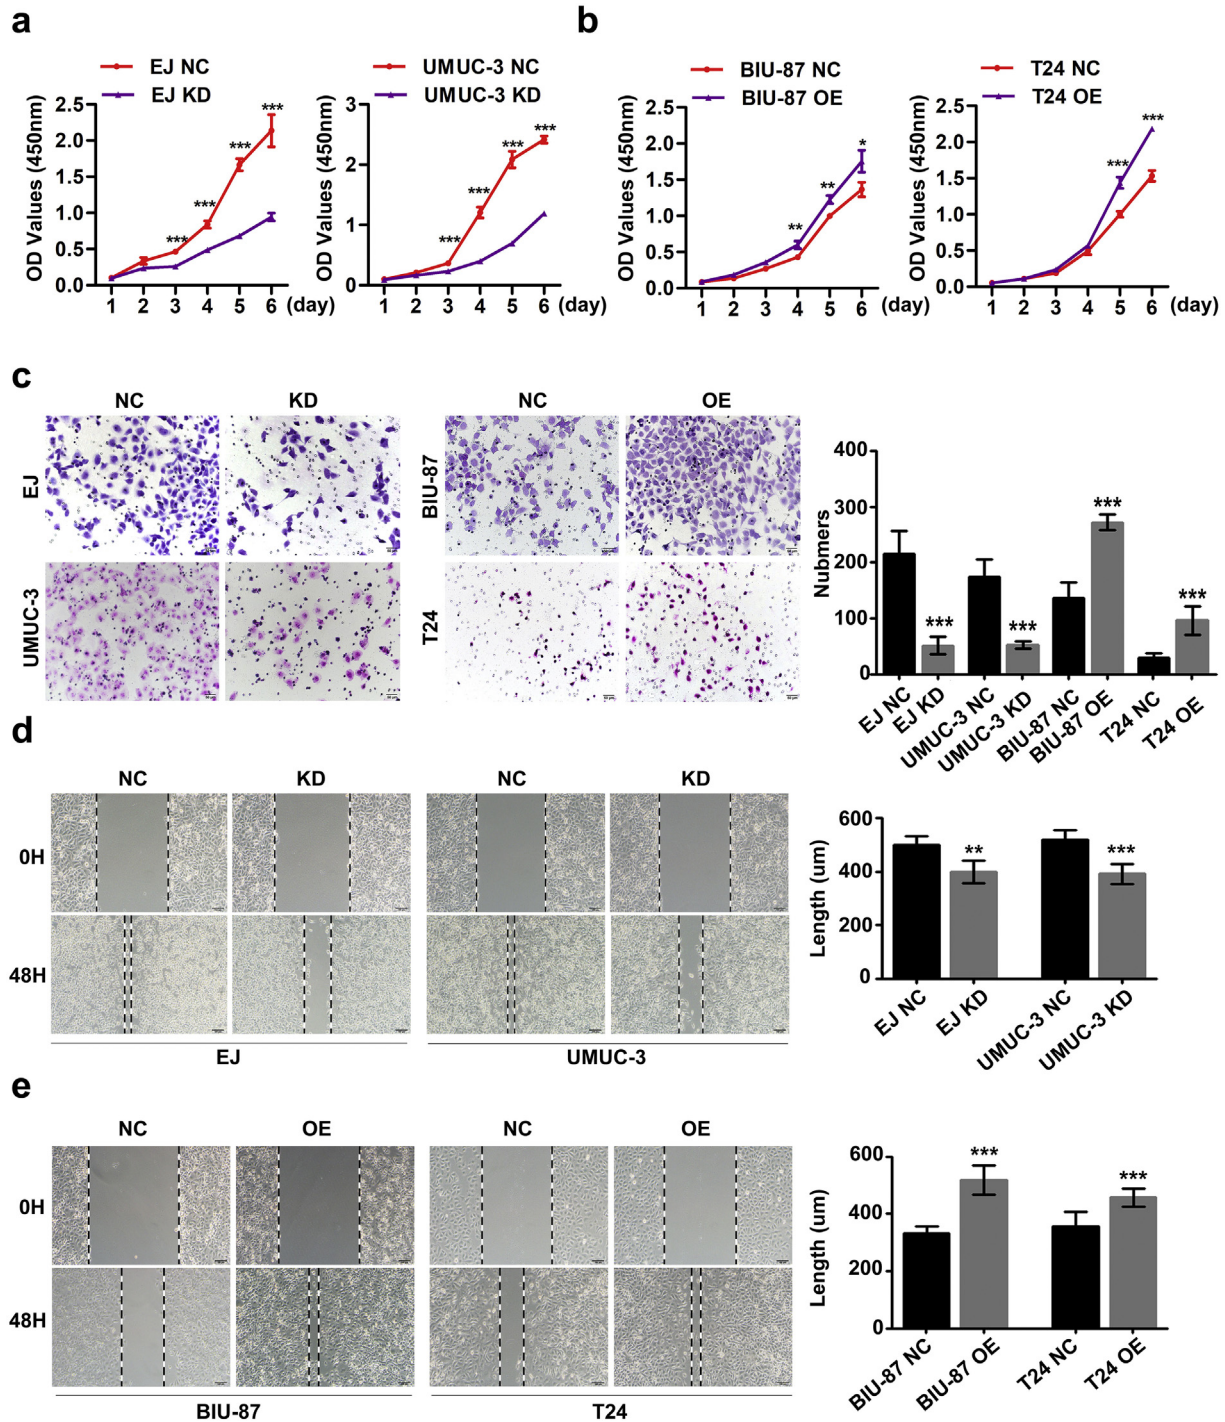 a
b
EJ NC
EJ KD
UMUC-3 NC
UMUC-3 KD
BIU-87 NC
BIU-87 OE
T24 NC
T24 OE
OD Values (450nm)
2.5
2.0
1.5
1.0
0.5
0.0
1 2 3 4 5 6 (day)
*** *** *** ***
OD Values (450nm)
3
2
1
0
1 2 3 4 5 6 (day)
*** *** *** ***
OD Values (450nm)
2.5
2.0
1.5
1.0
0.5
0.0
1 2 3 4 5 6 (day)
** ** *
OD Values (450nm)
2.5
2.0
1.5
1.0
0.5
0.0
1 2 3 4 5 6 (day)
*** ***
c
NC KD NC OE
EJ
UMUC-3
BIU-87
T24
Nubmers
400
300
200
100
0
*** *** *** ***
EJ NC
EJ KD
UMUC-3 NC
UMUC-3 KD
BIU-87 NC
BIU-87 OE
T24 NC
T24 OE
d
NC KD NC KD
0H
48H
EJ
UMUC-3
Length (um)
600
400
200
0
** ***
EJ NC
EJ KD
UMUC-3 NC
UMUC-3 KD
e
NC OE NC OE
0H
48H
BIU-87
T24
Length (um)
600
400
200
0
*** ***
BIU-87 NC
BIU-87 OE
T24 NC
T24 OE